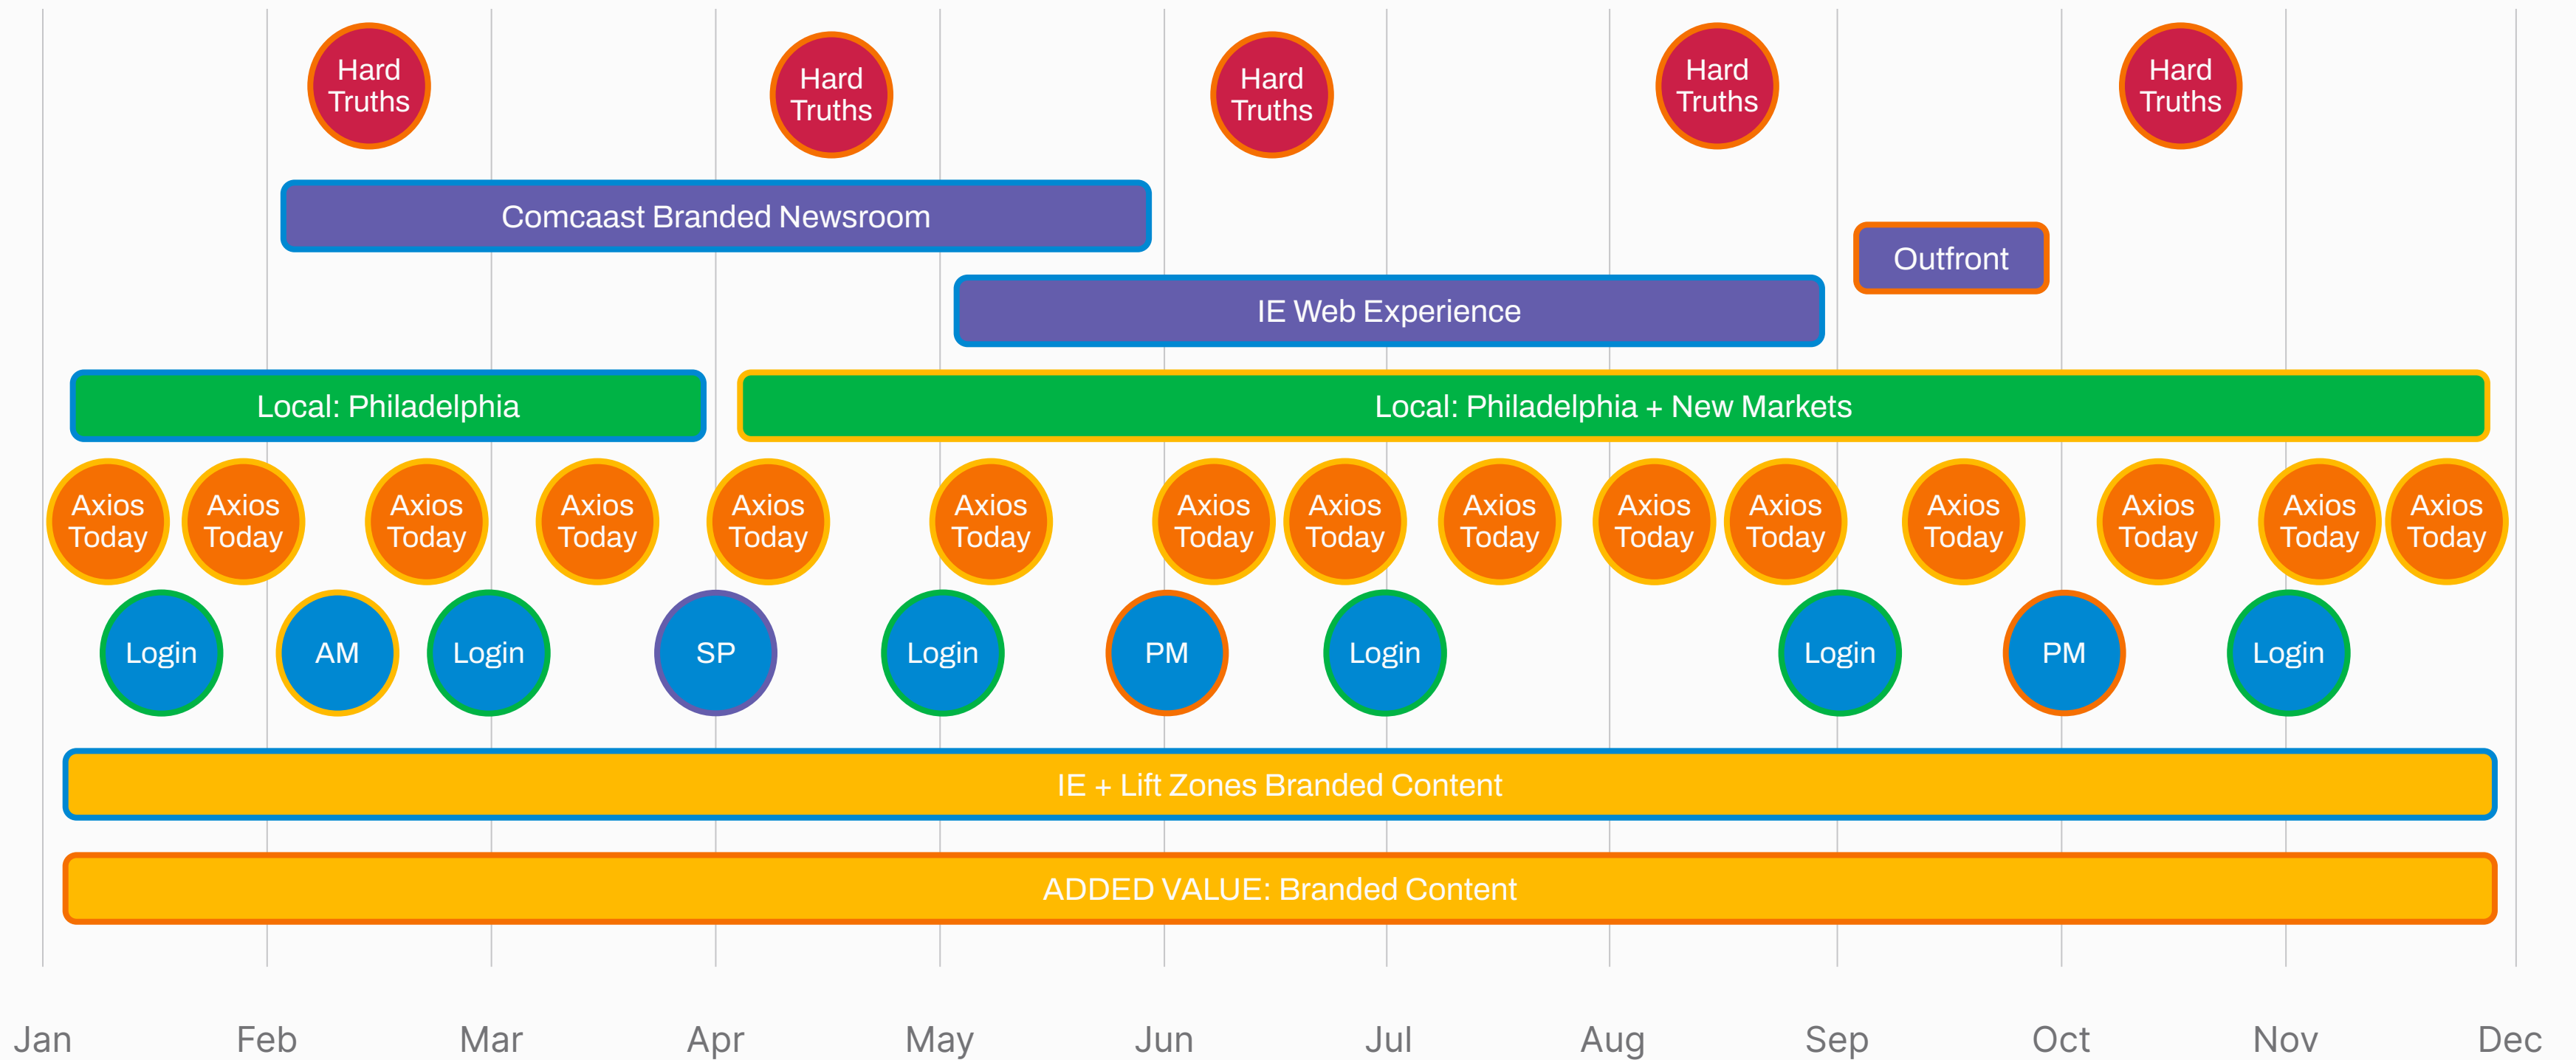 Hard
Truths
Hard
Truths
Hard
Truths
Hard
Truths
Hard
Truths
Comcaast Branded Newsroom
Outfront
IE Web Experience
Local: Philadelphia
Local: Philadelphia + New Markets
Axios
Today
Axios
Today
Axios
Today
Axios
Today
Axios
Today
Axios
Today
Axios
Today
Axios
Today
Axios
Today
Axios
Today
Axios
Today
Axios
Today
Axios
Today
Axios
Today
Axios
Today
Login
AM
Login
SP
Login
PM
Login
Login
PM
Login
IE + Lift Zones Branded Content
ADDED VALUE: Branded Content
Jan
Feb
Mar
Apr
May
Jun
Jul
Aug
Sep
Oct
Nov
Dec